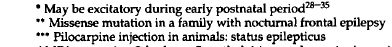 * May be excitatory during early postnatal period28–35
** Missense mutation in a family with nocturnal frontal epilepsy
*** Pilocarpine injection in animals: status epilepticus